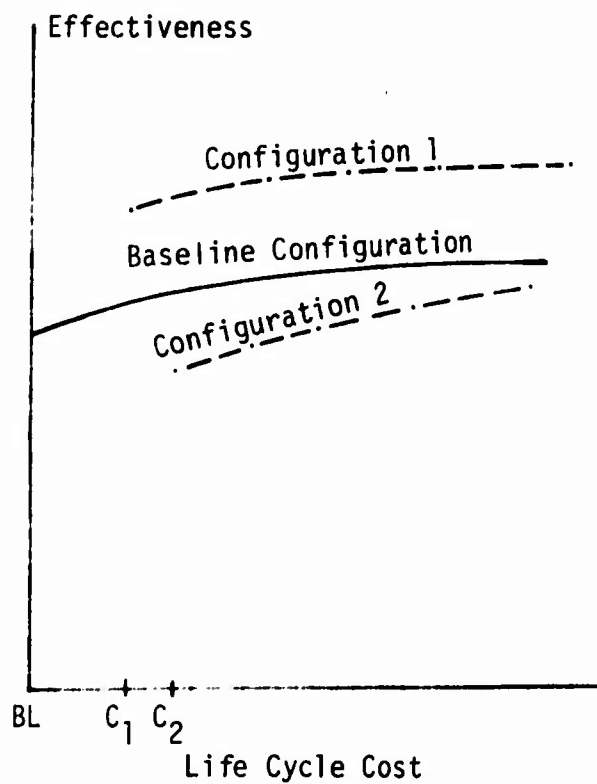 Effectiveness
Configuration 1
Baseline Configuration
Configuration 2
BL C₁ C₂
Life Cycle Cost